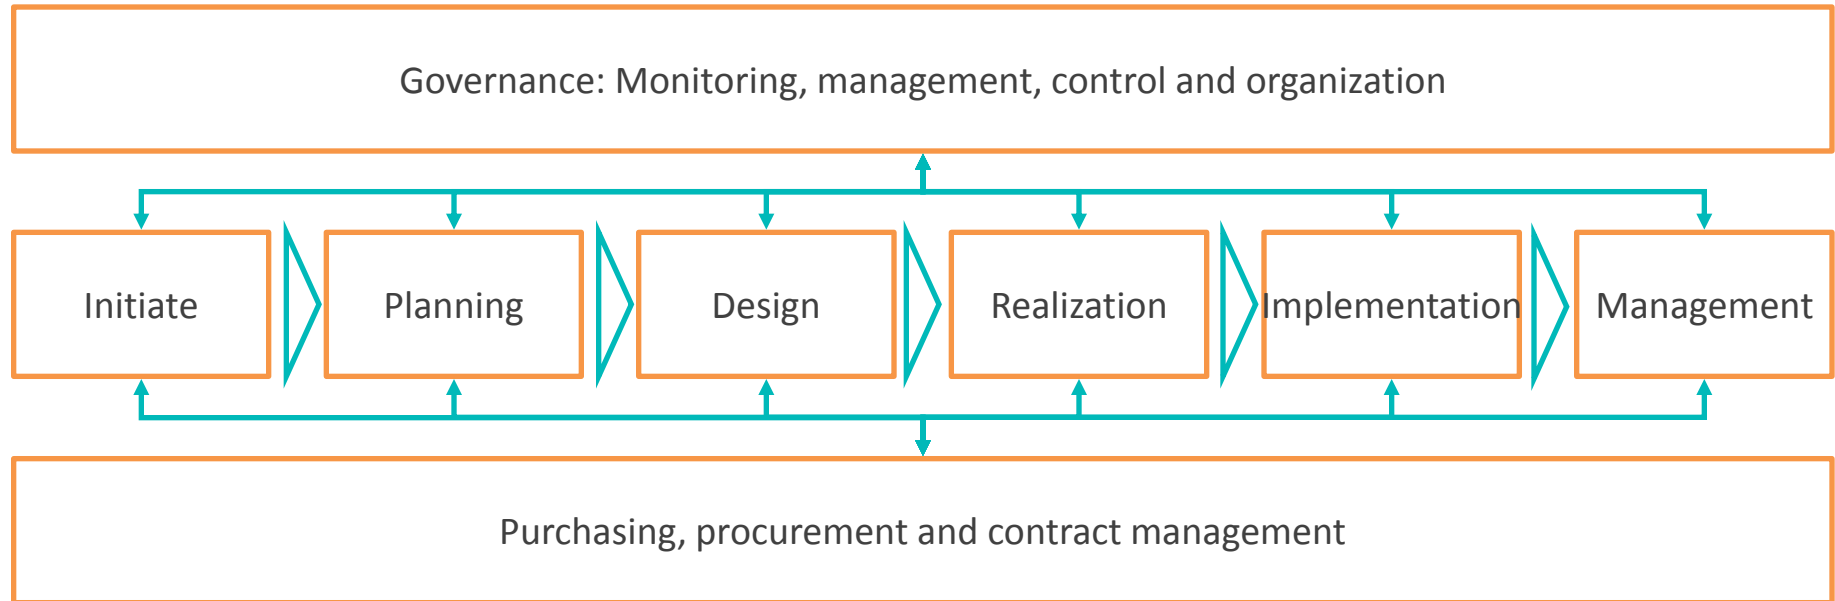 Governance: Monitoring, management, control and organization
Initiate
Planning
Design
Realization
Implementation
Management
Purchasing, procurement and contract management